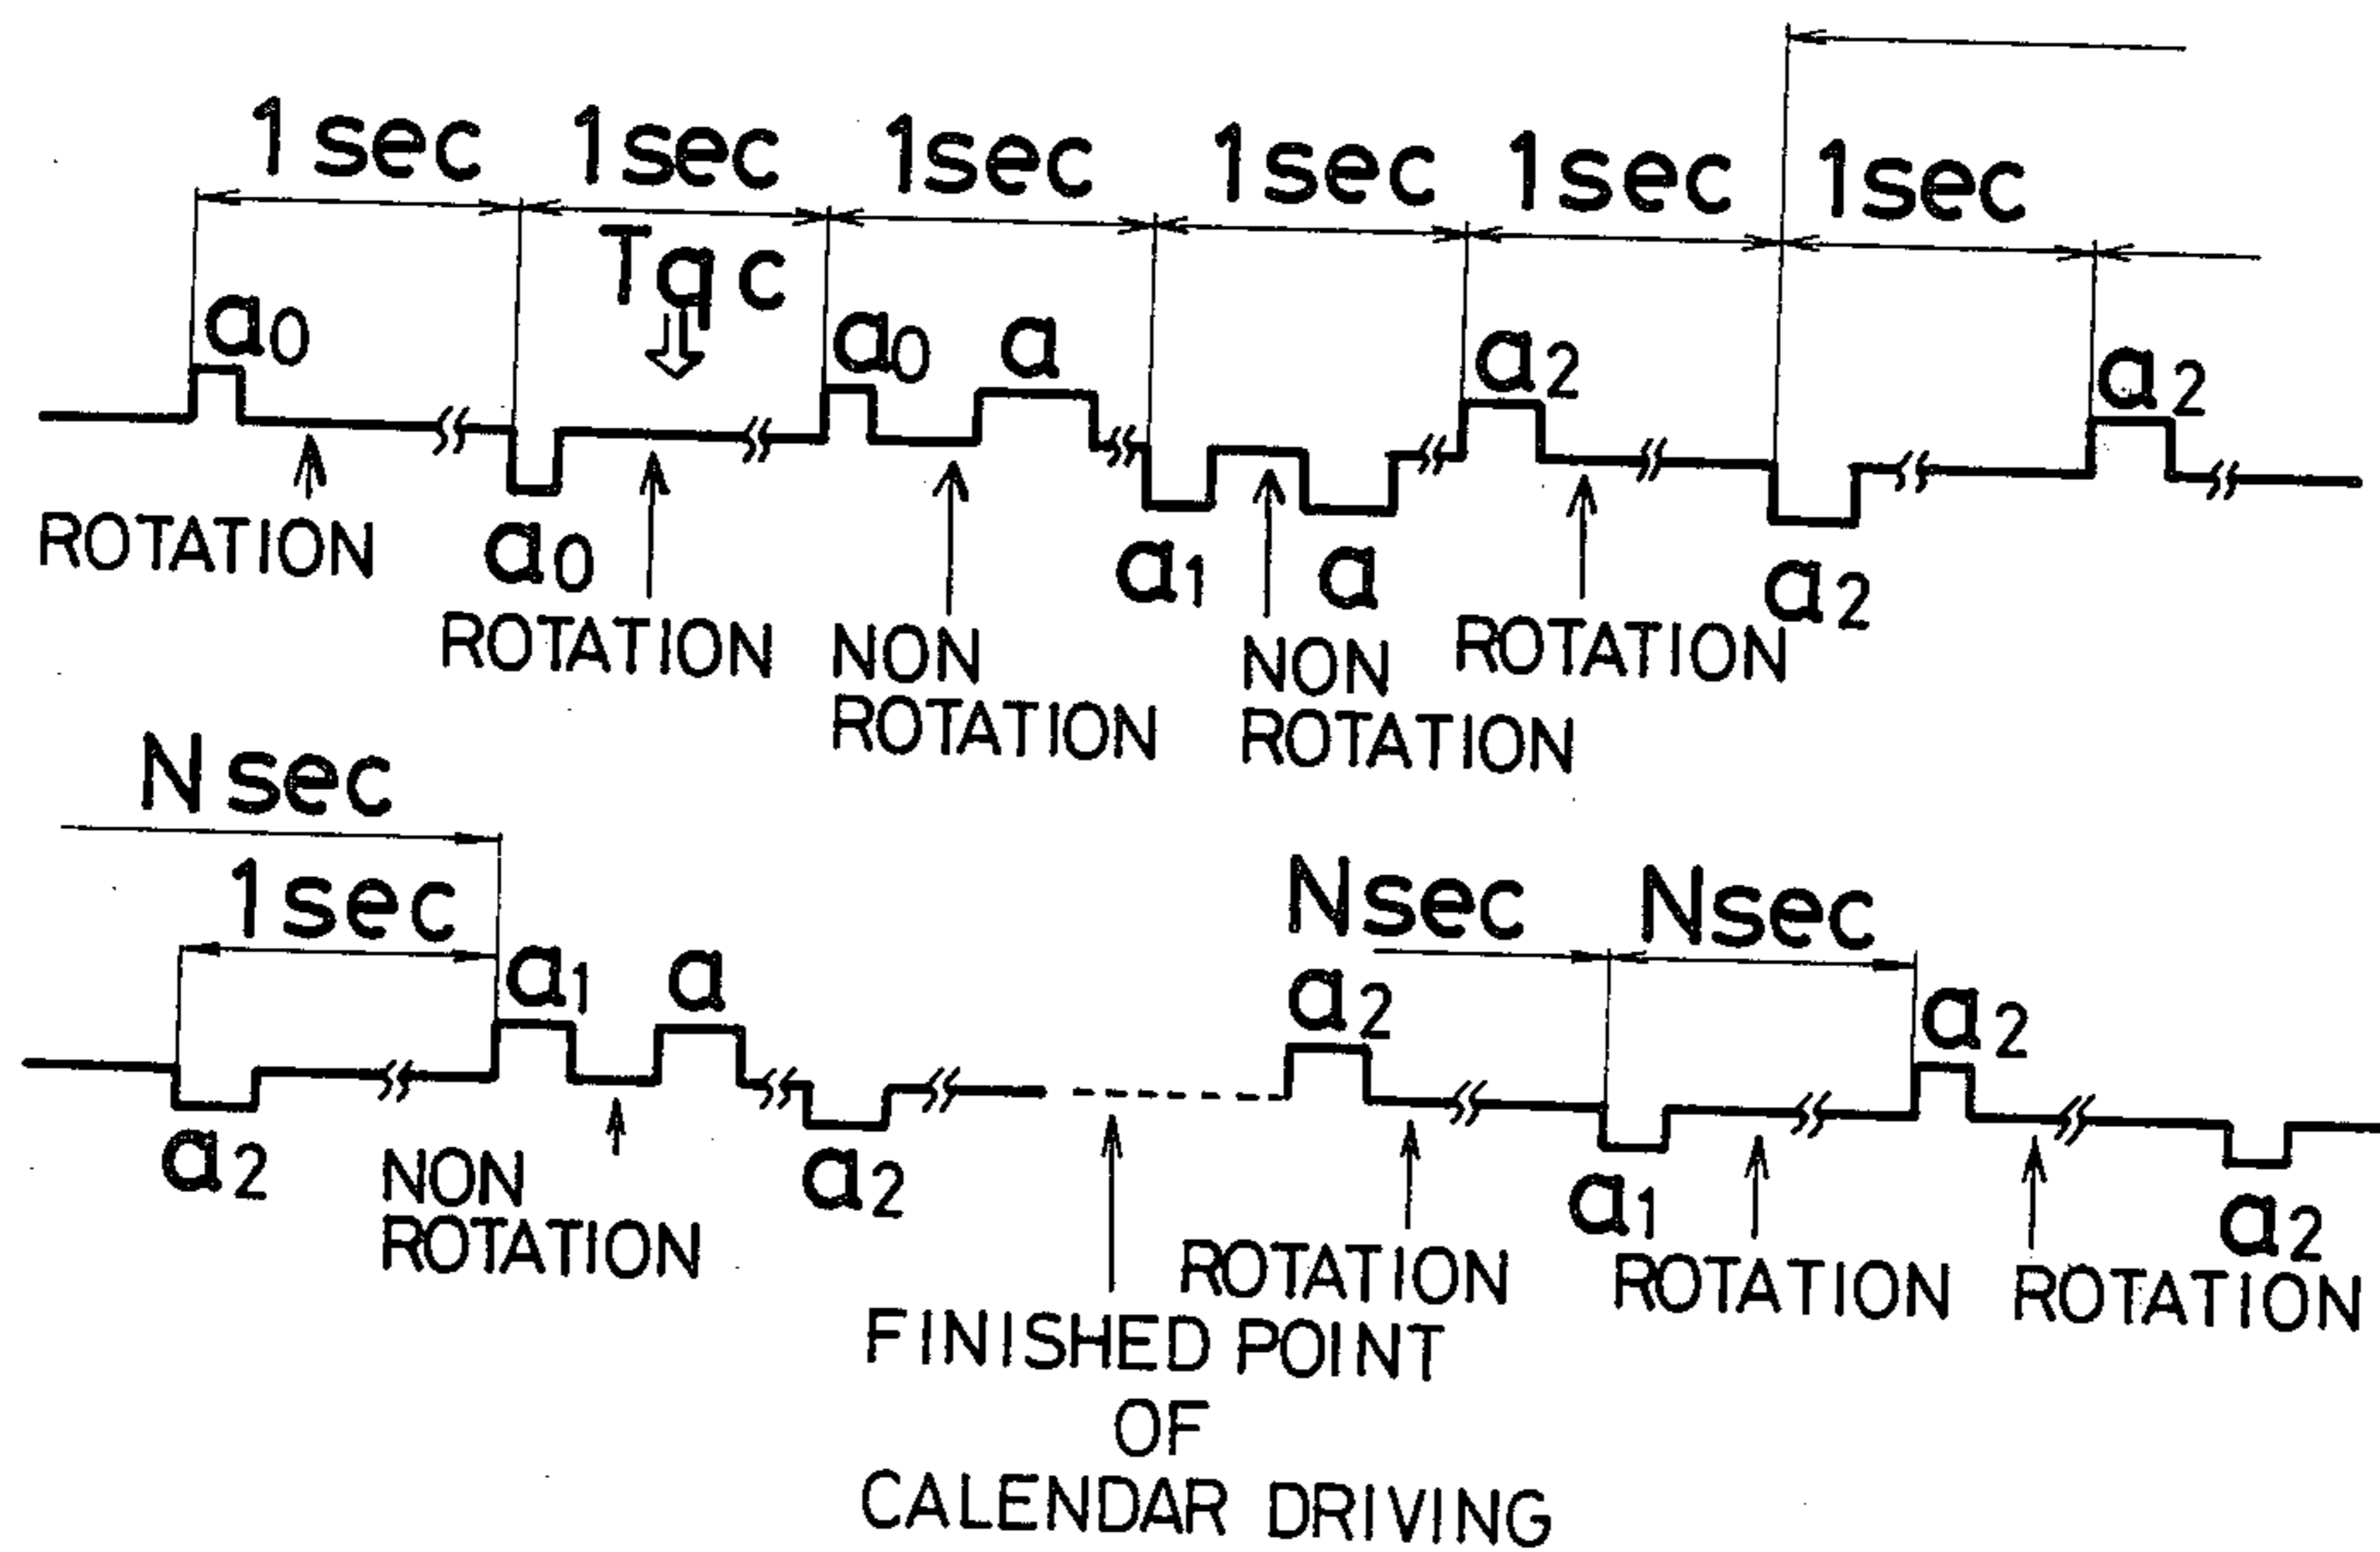 1sec 1sec 1sec 1sec 1sec 1sec
Tqc
a0 a0 a a2 a2
a0 a1 a a2
ROTATION
ROTATION
NON
ROTATION
NON
ROTATION
ROTATION
Nsec
1sec
a1 a
a2
NON
ROTATION
a2
Nsec Nsec
a2 a2
a1 a2
ROTATION ROTATION ROTATION
FINISHED POINT
OF
CALENDAR DRIVING